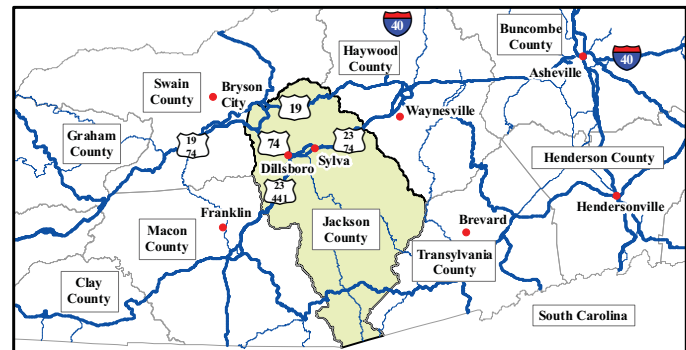 40
Buncombe
County
Haywood
County
40
Asheville
Swain
County
Bryson
City
19
Waynesville
Graham
County
19
74
74
23
74
Sylva
Dillsboro
Henderson County
23
441
Hendersonville
Franklin
Jackson
County
Brevard
Macon
County
Transylvania
County
Clay
County
South Carolina